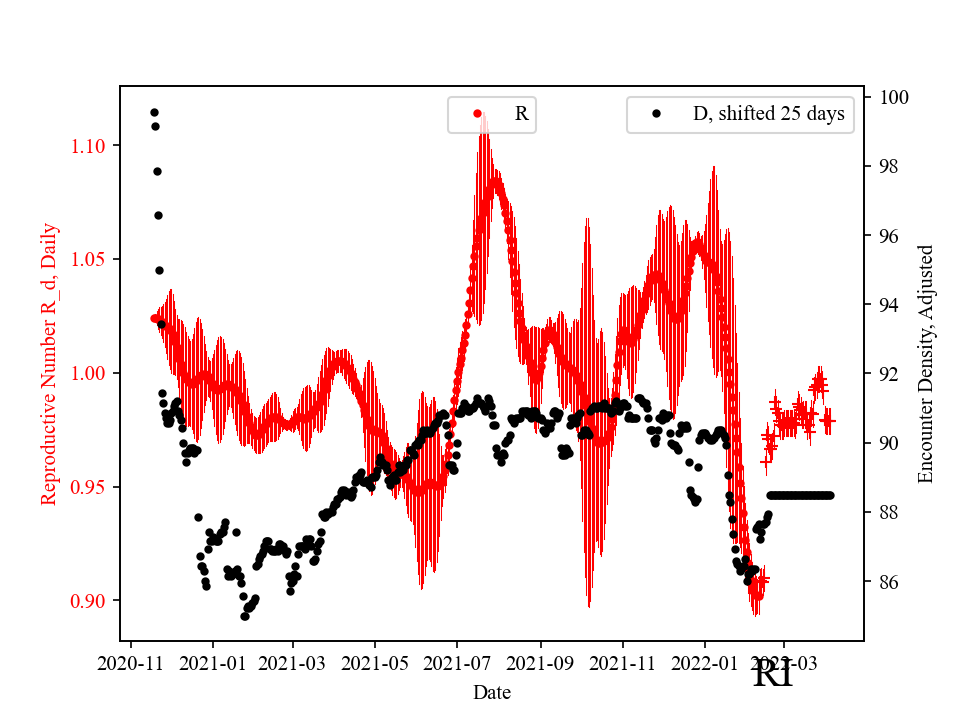 R
D, shifted 25 days
100
98
96
94
92
90
88
86
Encounter Density, Adjusted
1.10
1.05
1.00
0.95
0.90
Reproductive Number R_d, Daily
2020-11 2021-01 2021-03 2021-05 2021-07 2021-09 2021-11 2022-01 2022-03
RI
Date